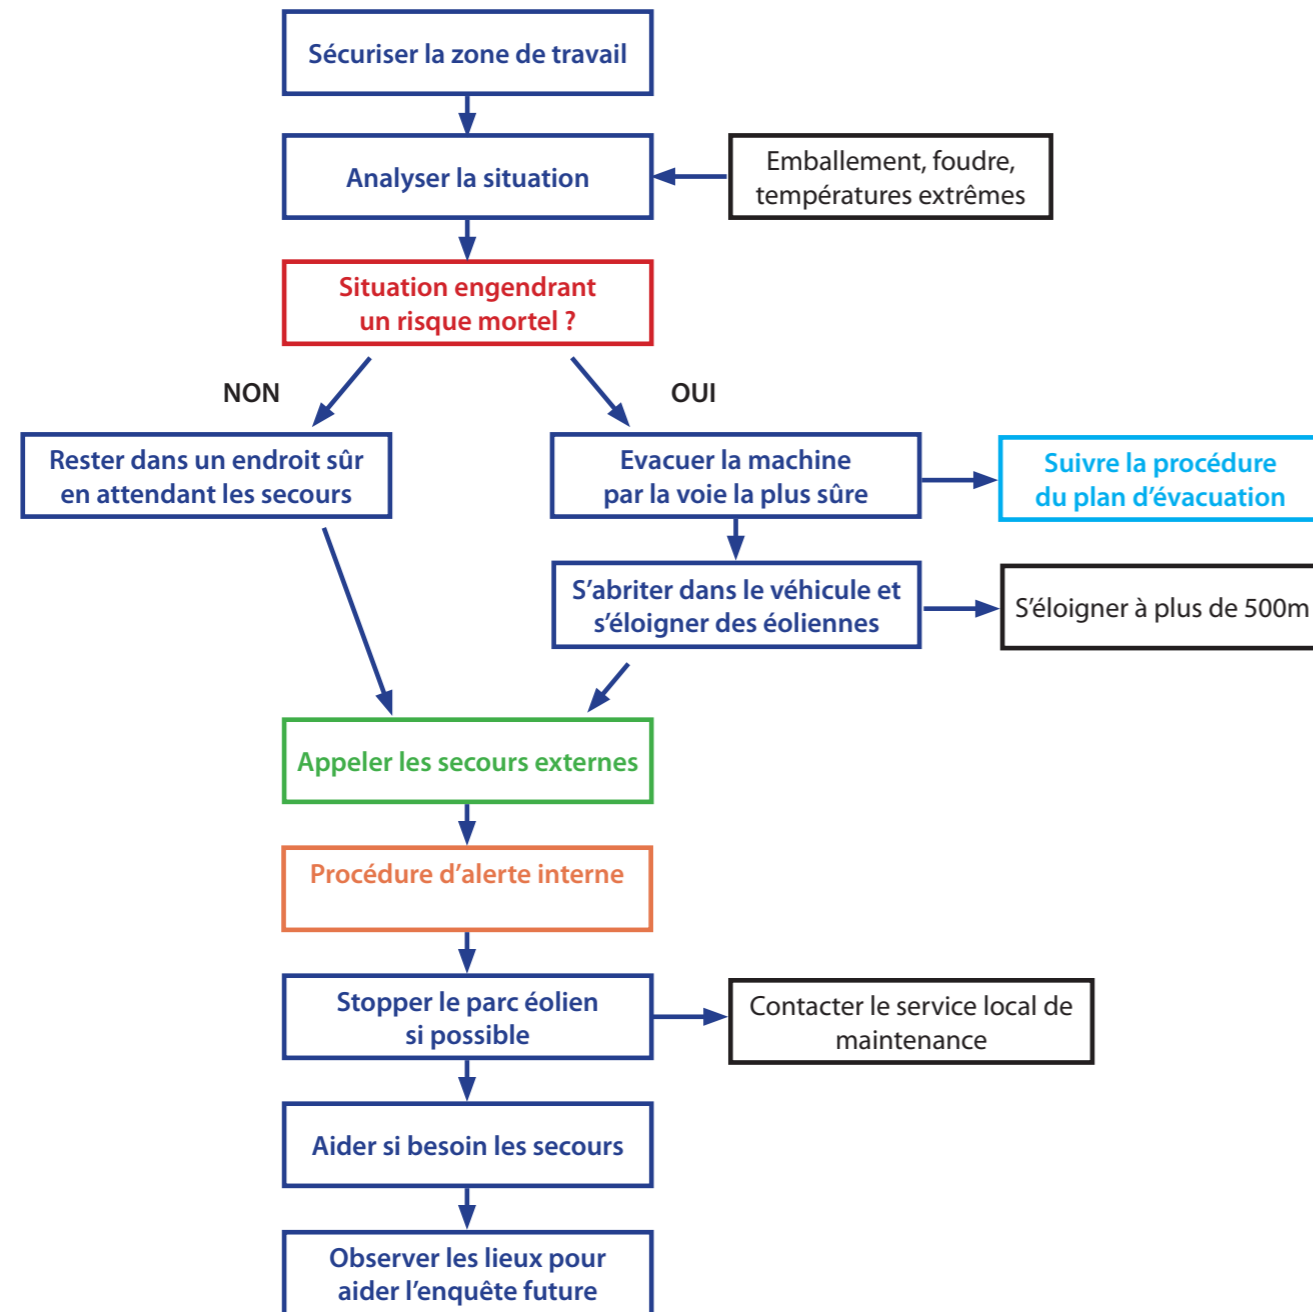 Sécuriser la zone de travail
Analyser la situation
Emballement, foudre,
températures extrêmes
Situation engendrant
un risque mortel ?
NON
OUI
Rester dans un endroit sûr
en attendant les secours
Evacuer la machine
par la voie la plus sûre
Suivre la procédure
du plan d’évacuation
S’abriter dans le véhicule et
s’éloigner des éoliennes
S’éloigner à plus de 500m
Appeler les secours externes
Procédure d’alerte interne
Stopper le parc éolien
si possible
Contacter le service local de
maintenance
Aider si besoin les secours
Observer les lieux pour
aider l’enquête future